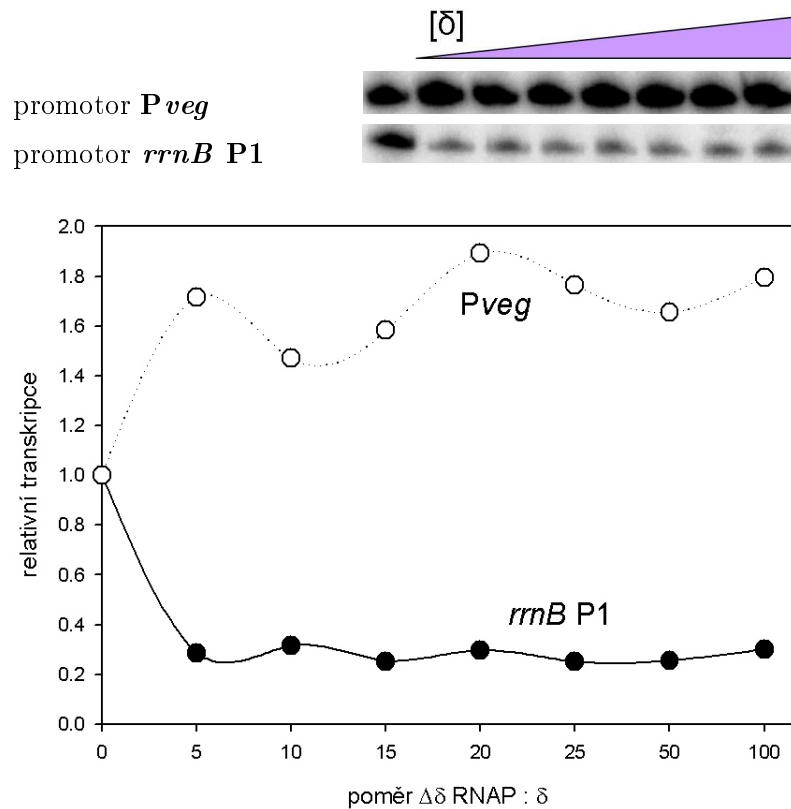 [δ]
promotor Pveg
promotor rrnB P1
2.0
1.8
1.6
1.4
1.2
1.0
0.8
0.6
0.4
0.2
0.0
relativní transkripce
Pveg
rrnB P1
0 5 10 15 20 25 50 100
poměr Δδ RNAP : δ